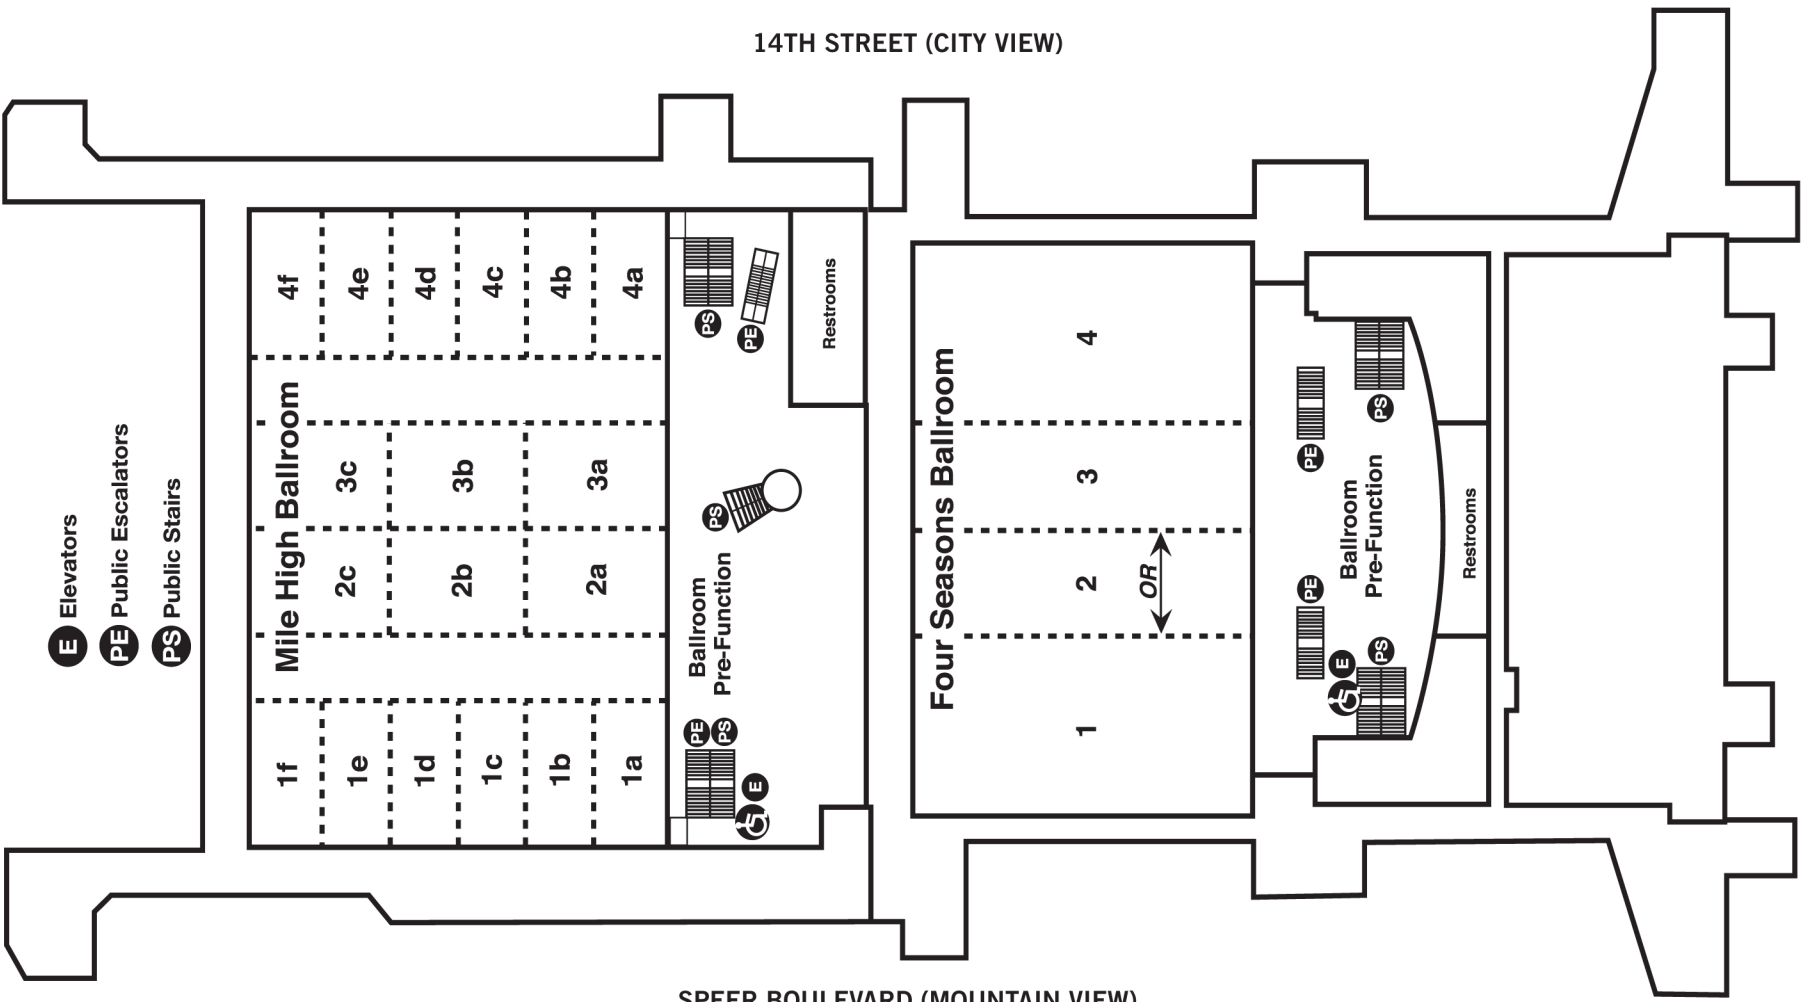 14TH STREET (CITY VIEW)
E Elevators
PE Public Escalators
PS Public Stairs
Mile High Ballroom
4f
4e
4d
4c
4b
4a
3c
3b
3a
2c
2b
2a
1f
1e
1d
1c
1b
1a
PS
PE
Restrooms
PS
Ballroom
Pre-Function
PE
PS
E
Four Seasons Ballroom
4
3
2
OR
1
PS
PE
Ballroom
Pre-Function
Restrooms
PE
E
PS
SPEER BOULEVARD (MOUNTAIN VIEW)